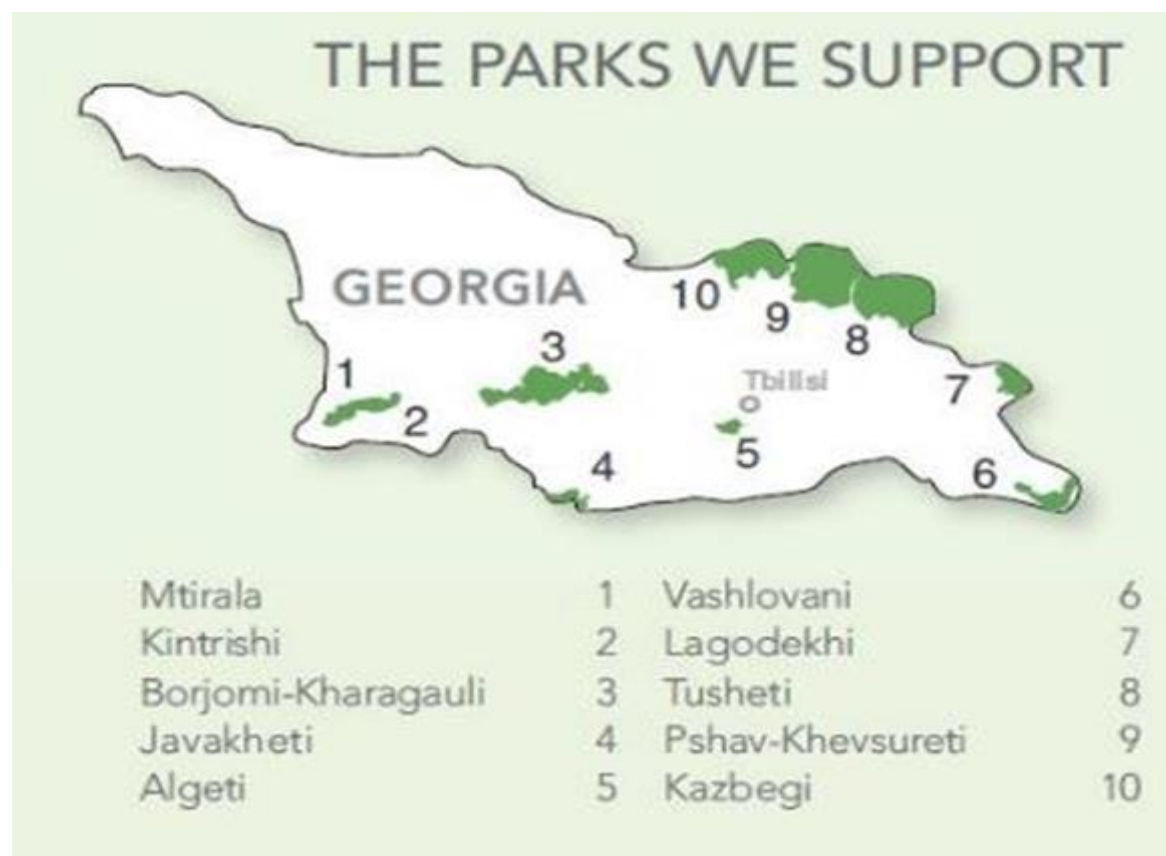 THE PARKS WE SUPPORT
GEORGIA
10
9
8
3
Tbilisi
7
1
2
5
4
6
Mtirala 1 Vashlovani 6
Kintrishi 2 Lagodekhi 7
Borjomi-Kharagauli 3 Tusheti 8
Javakheti 4 Pshav-Khevsureti 9
Algeti 5 Kazbegi 10